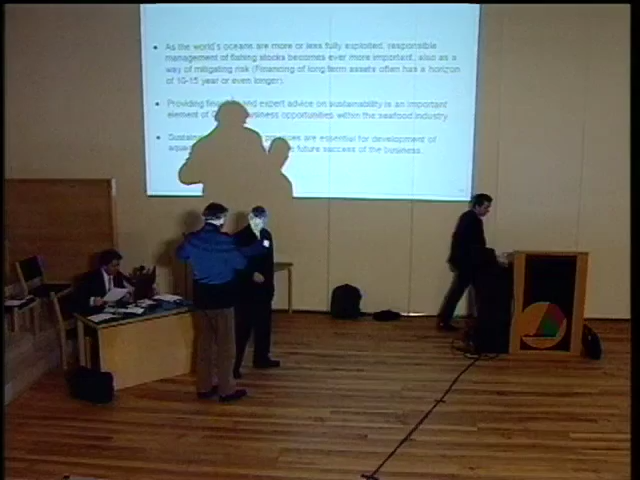 As the world's oceans are more or less fully exploited, responsible
management of fishing stocks becomes ever more important, also as a
way of mitigating risk (Financing of long term assets often has a horizon
of 10-15 year or even longer)
Providing and expert advice on sustainability is an important
element of business opportunities within the seafood industry
are essential for development of
future success of the business.